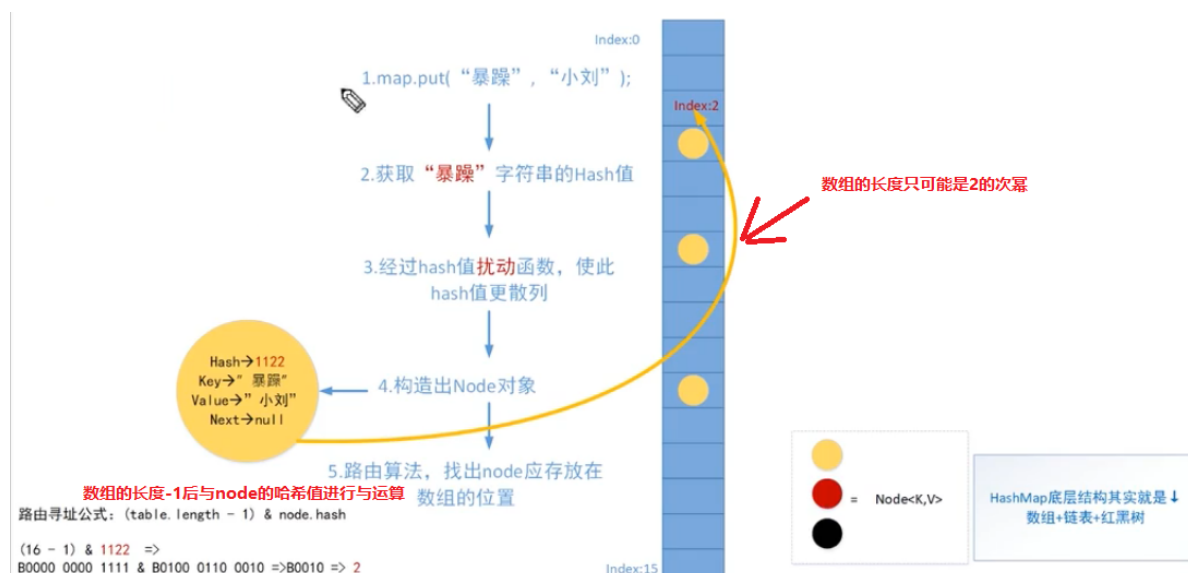 Index:0
1.map.put( “暴躁” , “小刘” );
Index:2
2.获取 “暴躁” 字符串的Hash值
数组的长度只可能是2的次幂
3.经过hash值扰动函数，使此
hash值更散列
Hash→1122
Key→” 暴躁”
Value→” 小刘”
Next→null
4.构造出Node对象
5.路由算法，找出node应存放在
数组的位置
数组的长度-1后与node的哈希值进行与运算
路由寻址公式: (table.length - 1) & node.hash
(16 - 1) & 1122 =>
B0000 0000 1111 & B0100 0110 0010 =>B0010 => 2
Index:15
= Node<K,V>
HashMap底层结构其实就是↓
数组+链表+红黑树